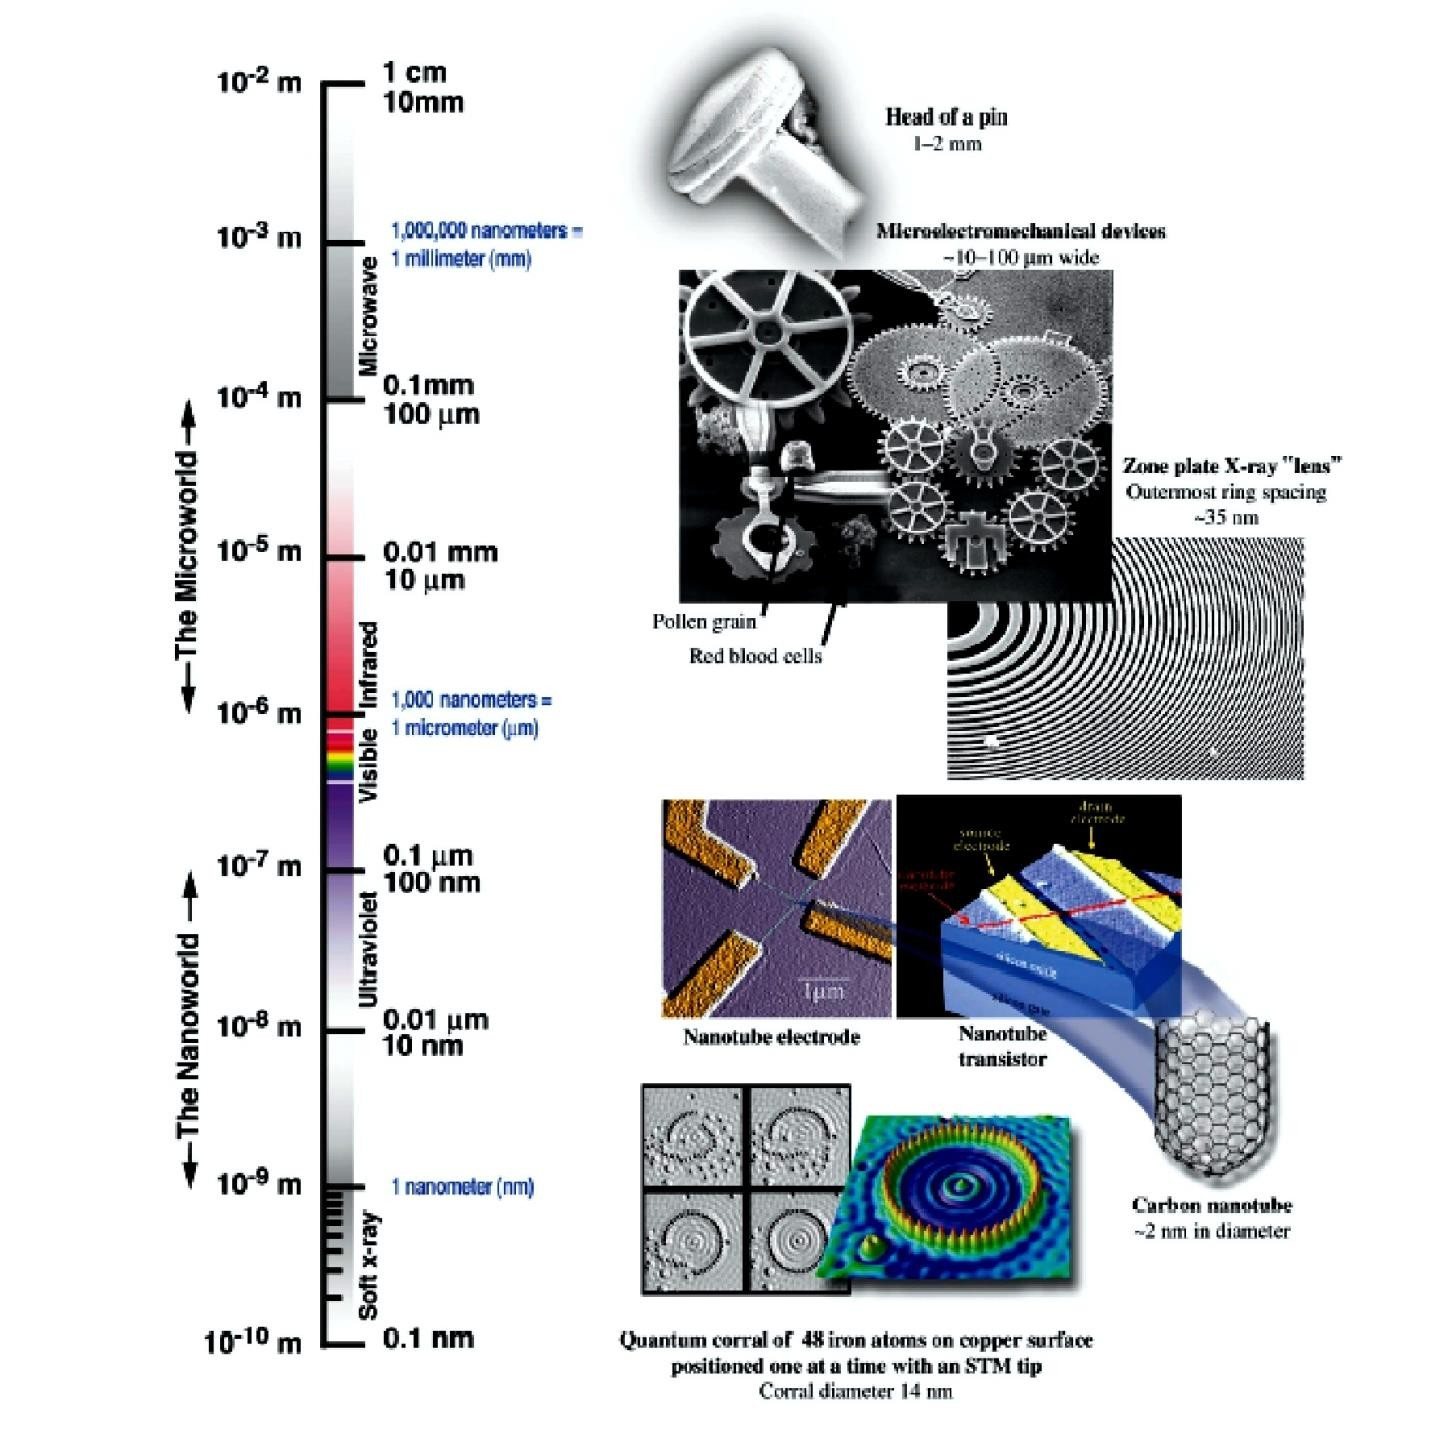 10-2 m
1 cm
10mm
Head of a pin
1–2 mm
10-3 m
1,000,000 nanometers =
1 millimeter (mm)
Microelectromechanical devices
~10–100 μm wide
Microwave
10-4 m
0.1mm
100 μm
The Microworld
Zone plate X-ray "lens"
Outermost ring spacing
~35 nm
10-5 m
0.01 mm
10 μm
Pollen grain
Red blood cells
Infrared
10-6 m
1,000 nanometers =
1 micrometer (μm)
Visible
10-7 m
0.1 μm
100 nm
drain
electrode
source
electrode
nanotube
molecule
silicon oxide
silicon gate
1μm
Nanotube electrode
Nanotube
transistor
Ultraviolet
The Nanoworld
10-8 m
0.01 μm
10 nm
10-9 m
1 nanometer (nm)
Carbon nanotube
~2 nm in diameter
Soft x-ray
10-10 m
0.1 nm
Quantum corral of 48 iron atoms on copper surface
positioned one at a time with an STM tip
Corral diameter 14 nm